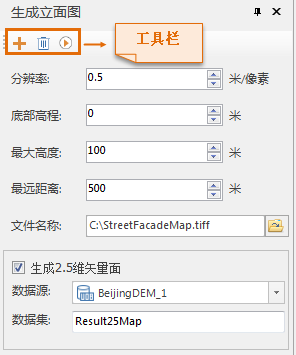 生成立面图
工具栏
分辨率: 0.5 米/像素
底部高程: 0 米
最大高度: 100 米
最远距离: 500 米
文件名称: C:\StreetFacadeMap.tiff
生成2.5维矢量面
数据源: BeijingDEM_1
数据集: Result25Map